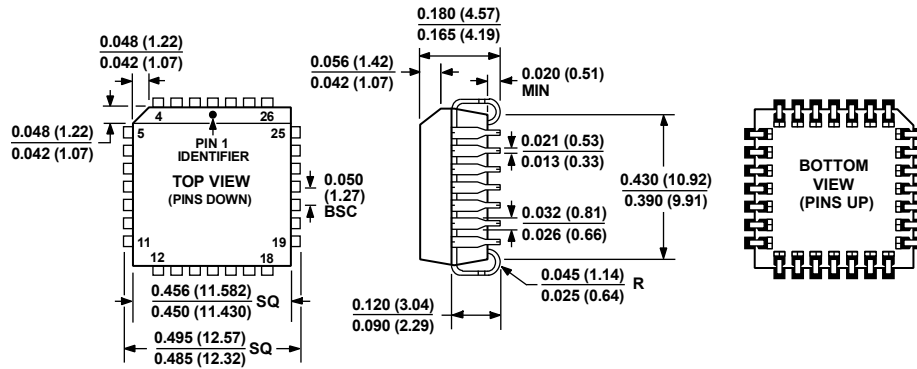 0.180 (4.57)
0.165 (4.19)
0.048 (1.22)
0.042 (1.07)
0.056 (1.42)
0.042 (1.07)
0.020 (0.51)
MIN
0.048 (1.22)
0.042 (1.07)
4
26
5
25
PIN 1
IDENTIFIER
TOP VIEW
(PINS DOWN)
0.050
(1.27)
BSC
11
19
12
18
0.021 (0.53)
0.013 (0.33)
0.032 (0.81)
0.026 (0.66)
0.430 (10.92)
0.390 (9.91)
BOTTOM
VIEW
(PINS UP)
0.456 (11.582)
0.450 (11.430)
SQ
0.495 (12.57)
0.485 (12.32)
SQ
0.120 (3.04)
0.090 (2.29)
0.045 (1.14)
0.025 (0.64)
R